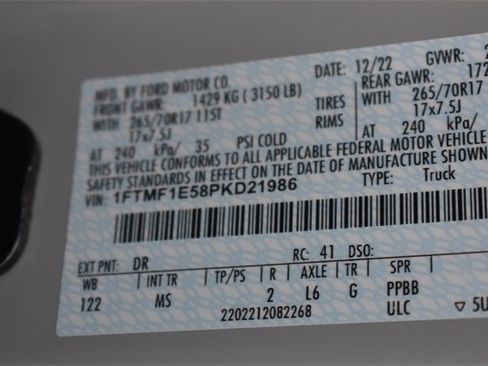 MFD. BY FORD MOTOR CO.
DATE: 12/22 GVWR: 2
FRONT GAWR: 1429 KG ( 3150 LB) REAR GAWR: 172
WITH 265/70R17 115T TIRES WITH 265/70R17
17x7.5J RIMS 17x7.5J
AT 240 kPa/ 35 PSI COLD AT 240 kPa/
THIS VEHICLE CONFORMS TO ALL APPLICABLE FEDERAL MOTOR VEHICLE
SAFETY STANDARDS IN EFFECT ON THE DATE OF MANUFACTURE SHOWN
VIN: 1FTMF1E58PKD21986 TYPE: Truck
EXT PNT: DR RC: 41 DSO:
WB INT TR TP/PS R AXLE TR SPR
122 MS 2 L6 G PPBB
2202212082268 ULC ▽ 5U